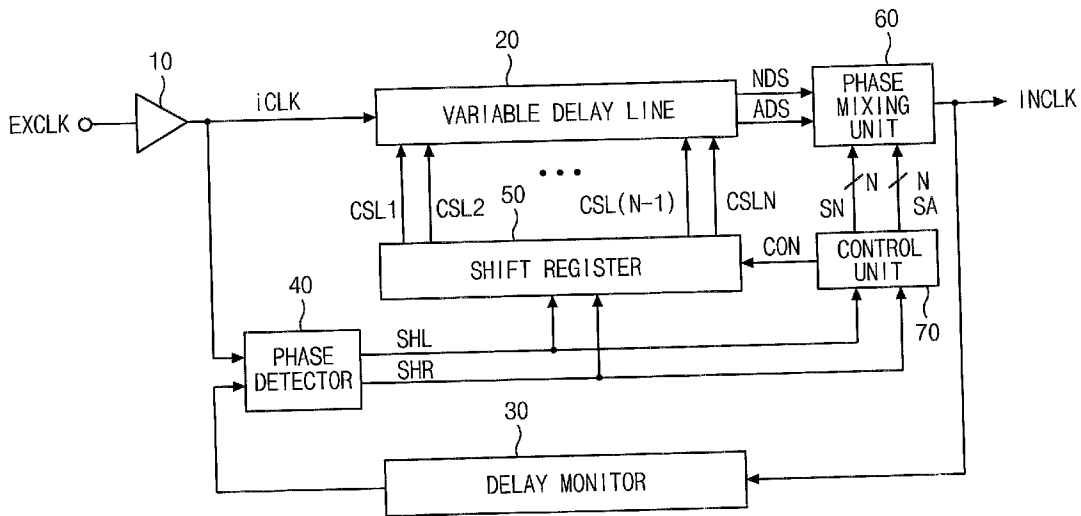 60
20
10
NDS
PHASE
MIXING
UNIT
iCLK
EXCLK
VARIABLE DELAY LINE
ADS
INCLK
•••
N
N
CSL1
CSL2
50
CSL(N-1)
CSLN
SN
SA
CON
CONTROL
UNIT
SHIFT REGISTER
40
70
SHL
PHASE
DETECTOR
SHR
30
DELAY MONITOR